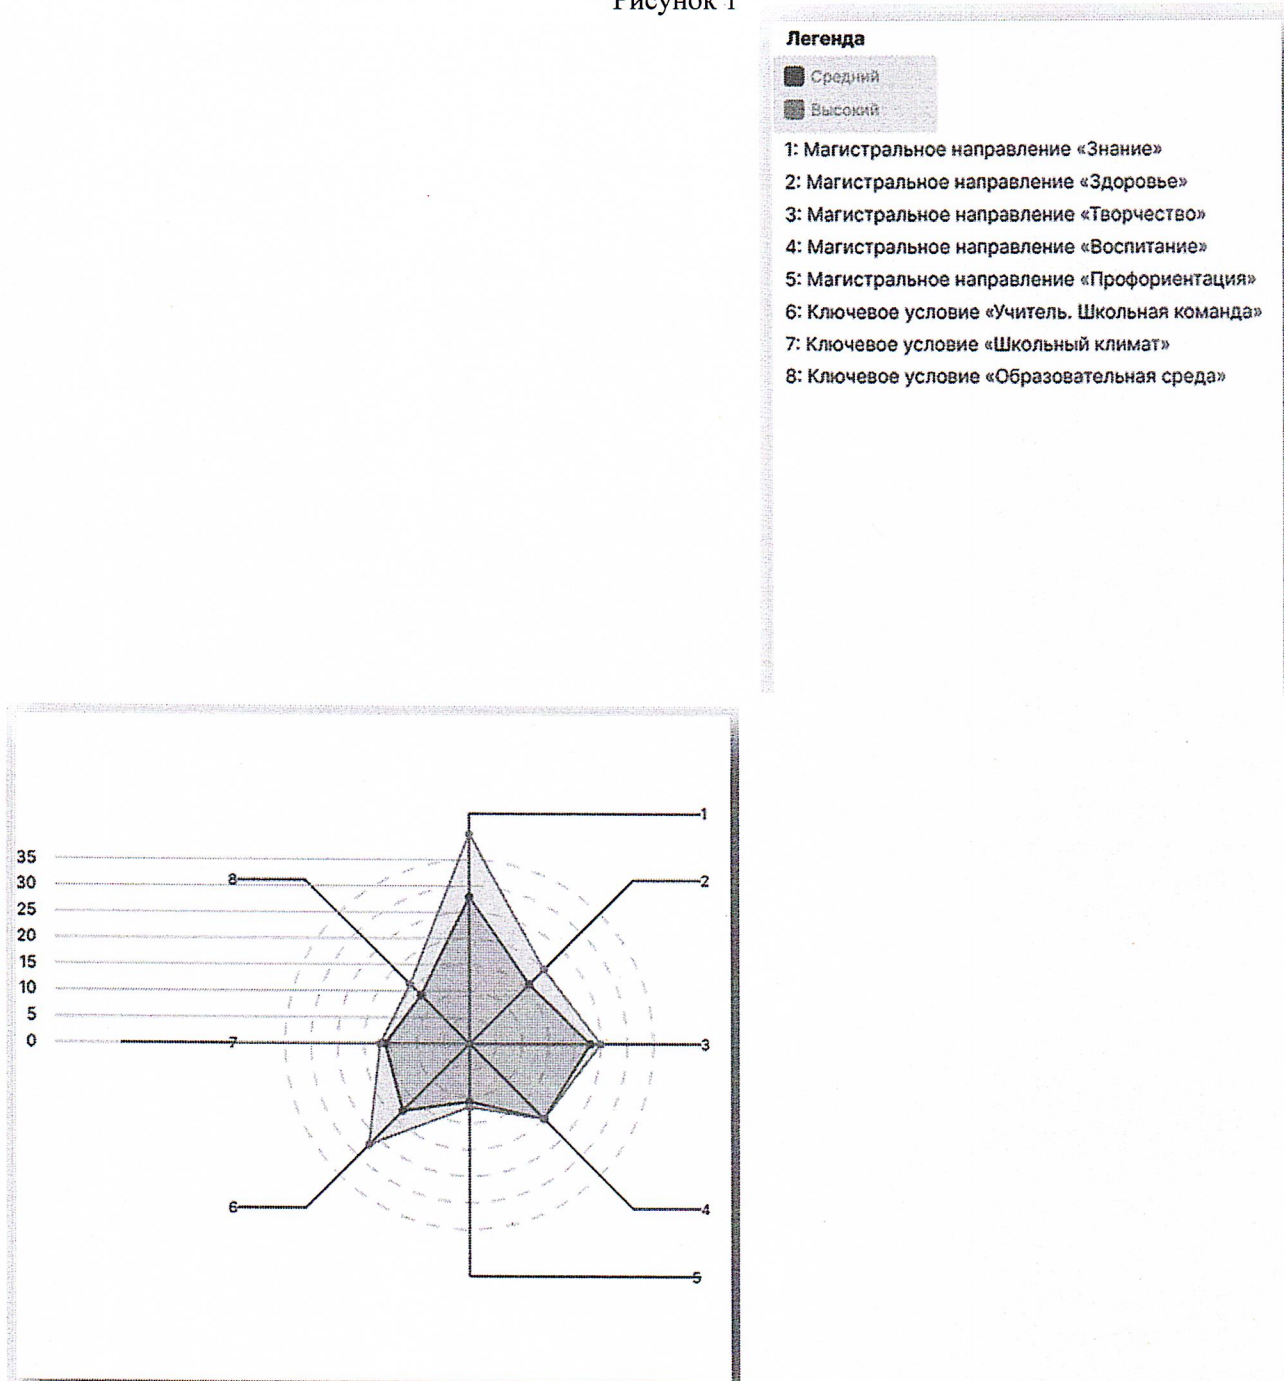 Рисунок 1
Легенда
Средний
Высокий
1: Магистральное направление «Знание»
2: Магистральное направление «Здоровье»
3: Магистральное направление «Творчество»
4: Магистральное направление «Воспитание»
5: Магистральное направление «Профориентация»
6: Ключевое условие «Учитель. Школьная команда»
7: Ключевое условие «Школьный климат»
8: Ключевое условие «Образовательная среда»
1
35
30
8
2
25
20
15
10
5
0
7
3
6
4
5